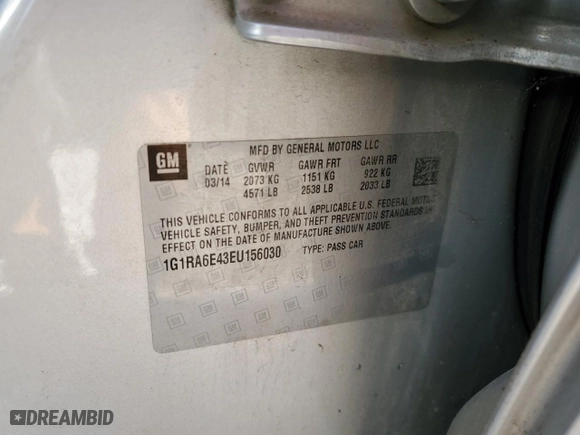 MFD BY GENERAL MOTORS LLC
GM
DATE GVWR GAWR FRT GAWR RR
03/14 2073 KG 1151 KG 922 KG
4571 LB 2538 LB 2033 LB
THIS VEHICLE CONFORMS TO ALL APPLICABLE U.S. FEDERAL MOTOR
VEHICLE SAFETY, BUMPER, AND THEFT PREVENTION STANDARDS IN
EFFECT ON THE DATE OF MANUFACTURE SHOWN ABOVE.
1G1RA6E43EU156030 TYPE: PASS CAR
DREAMBID